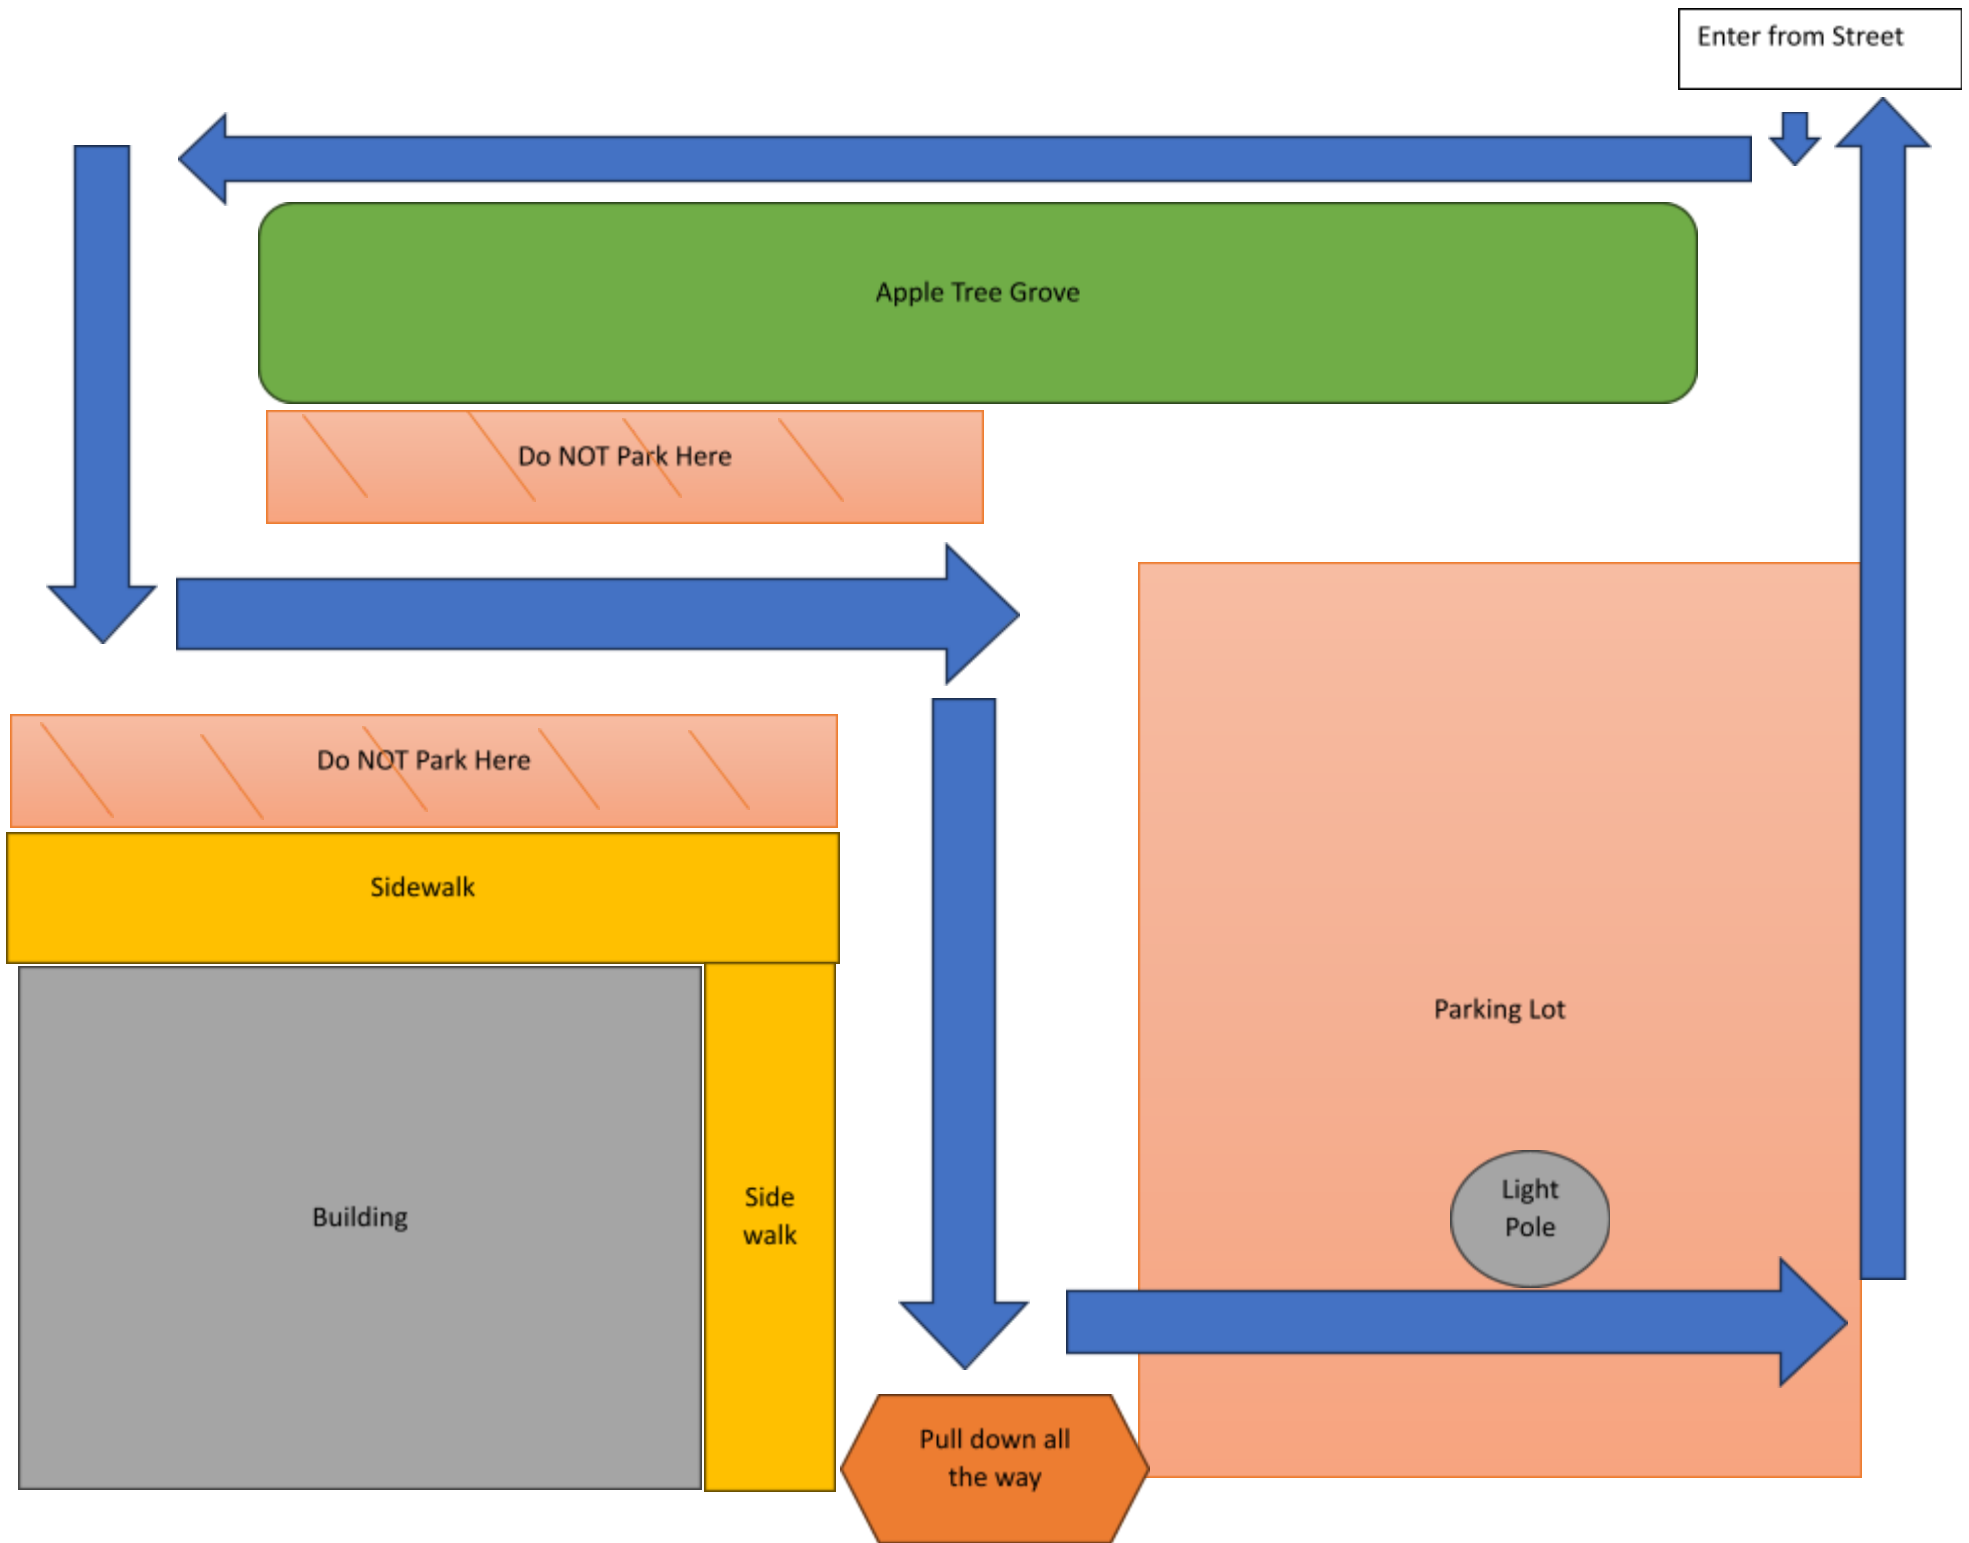 Enter from Street
Apple Tree Grove
Do NOT Park Here
Do NOT Park Here
Sidewalk
Parking Lot
Building
Side
walk
Light
Pole
Pull down all
the way